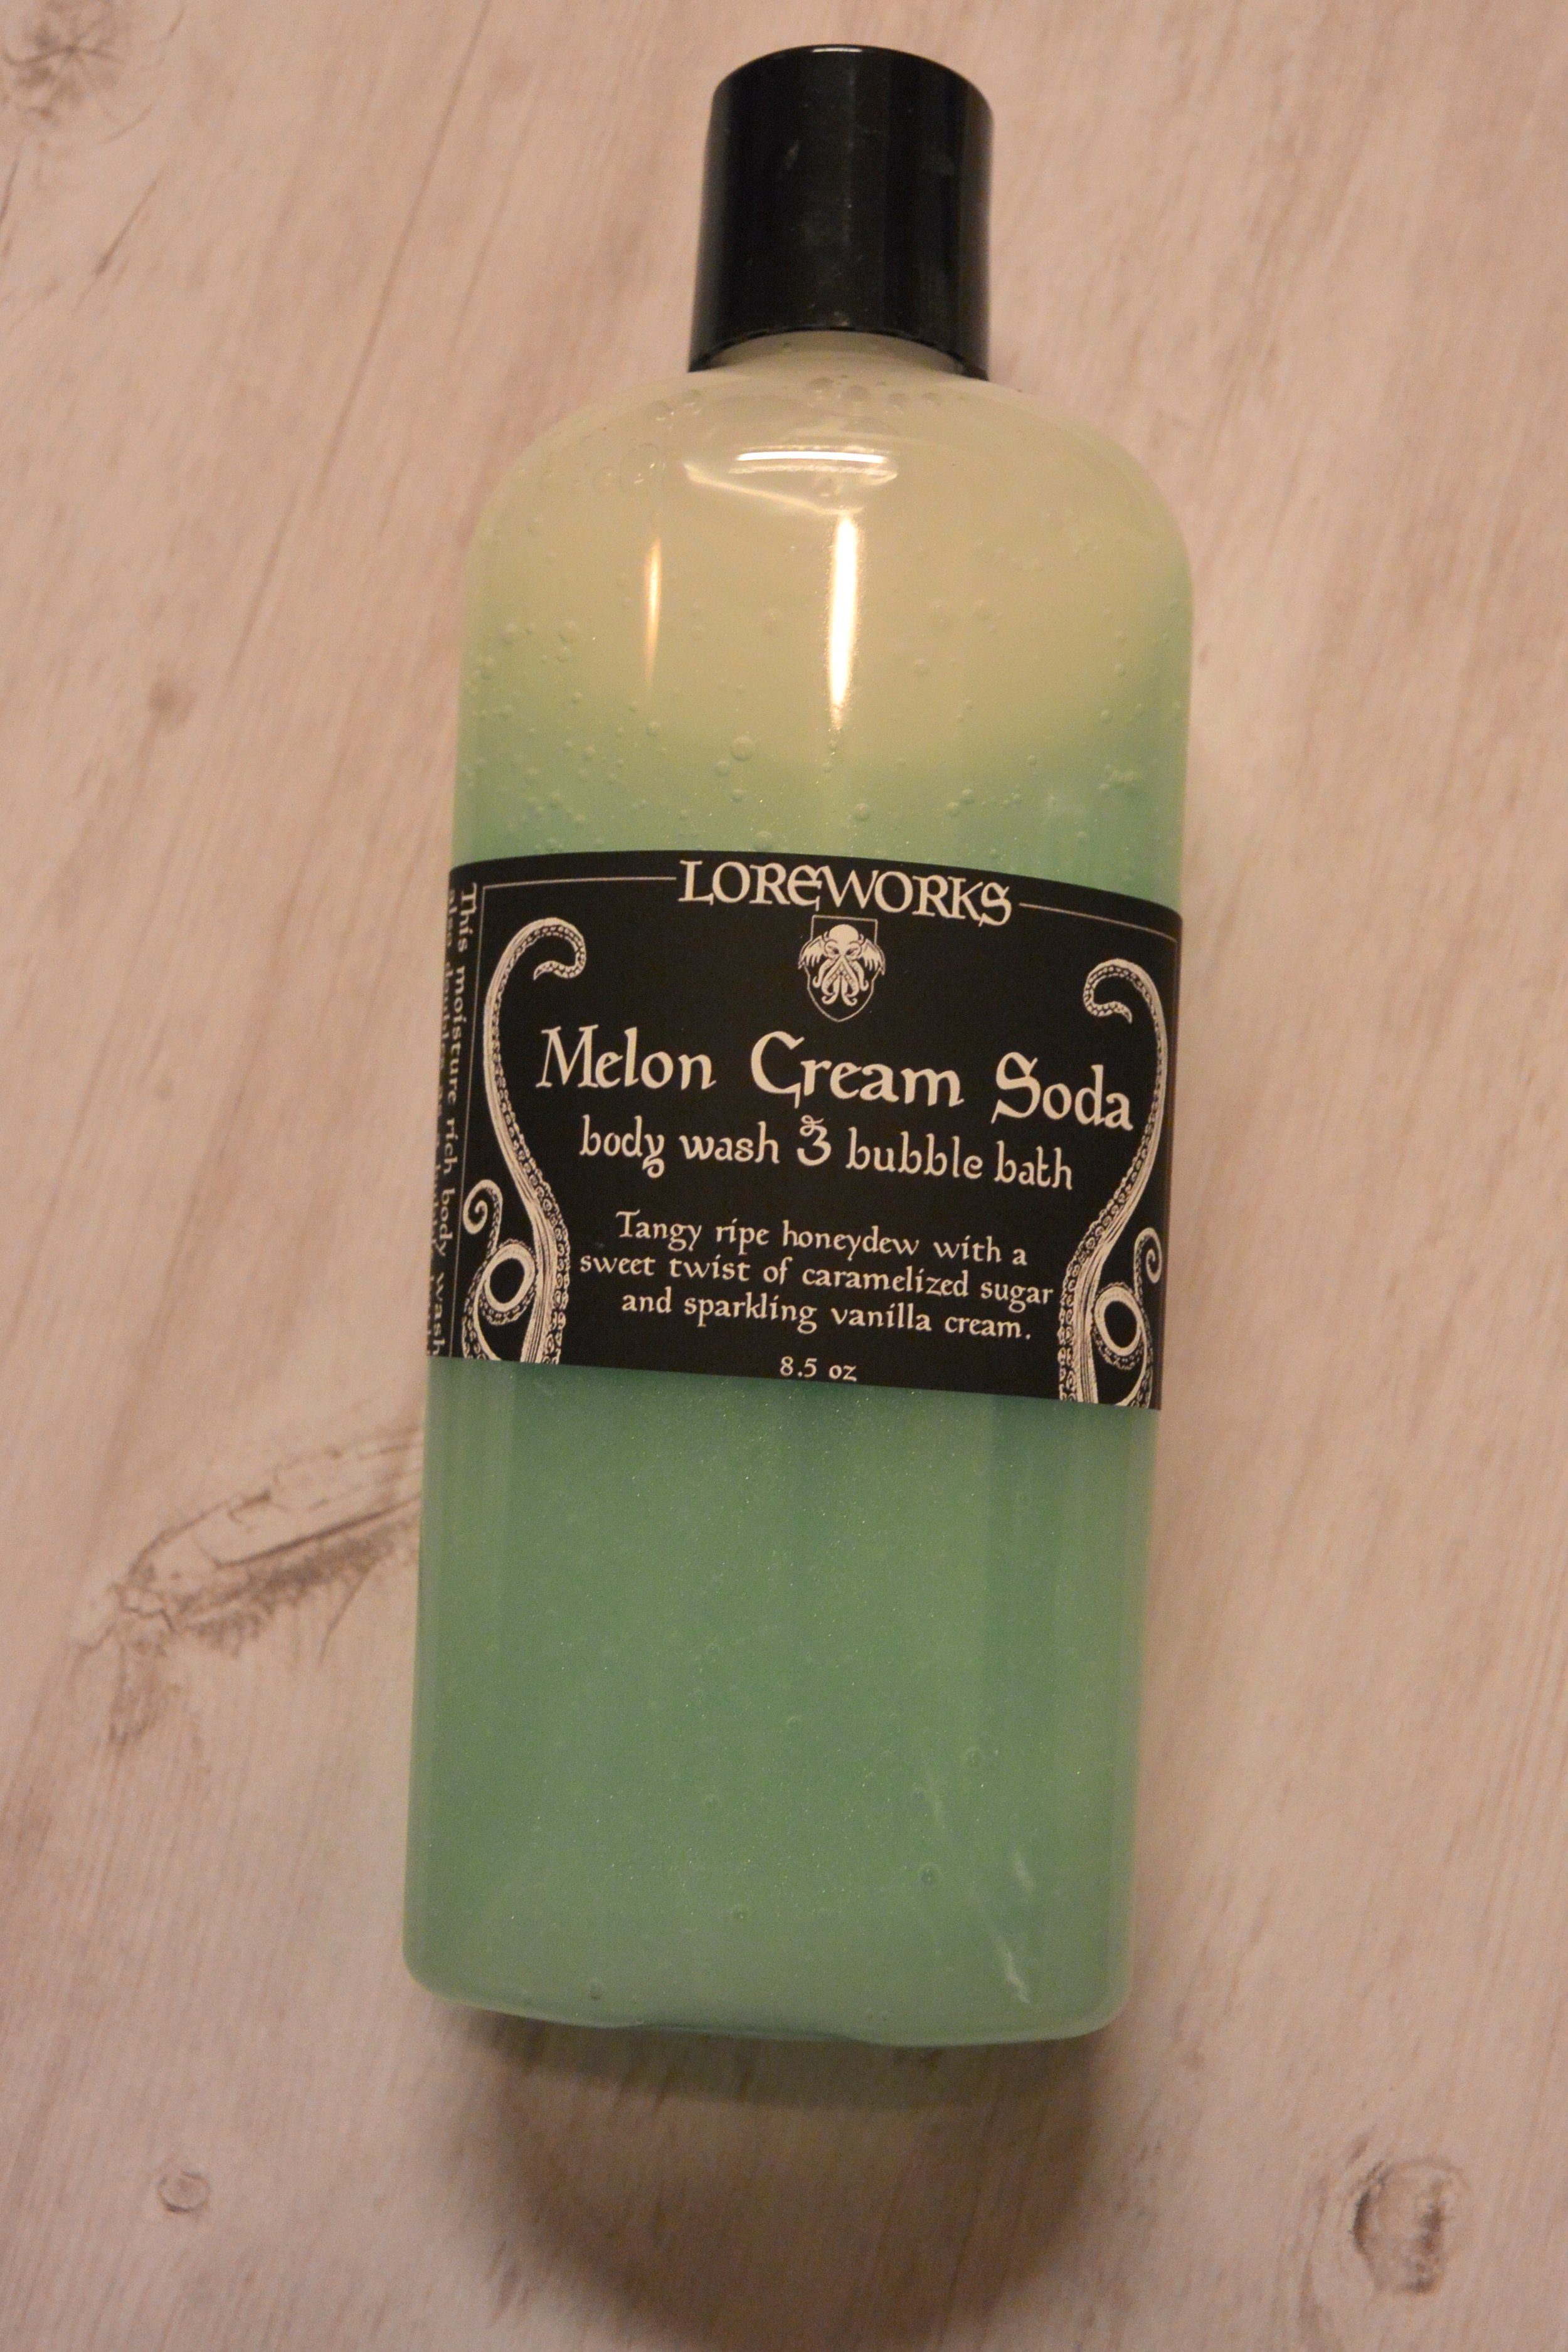 LOREWORKS
Melon Cream Soda
body wash & bubble bath
Tangy ripe honeydew with a
sweet twist of caramelized sugar
and sparkling vanilla cream.
8.5 oz
This moisture rich body wash